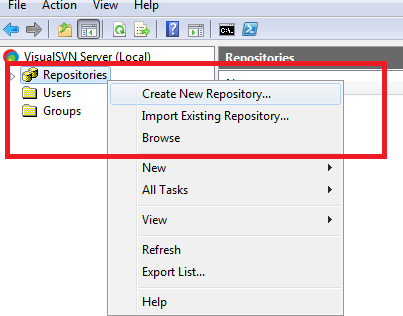 File Action View Help
VisualSVN Server (Local)
Repositories
Users
Groups
Repositories
Create New Repository...
Import Existing Repository...
Browse
New
All Tasks
View
Refresh
Export List...
Help